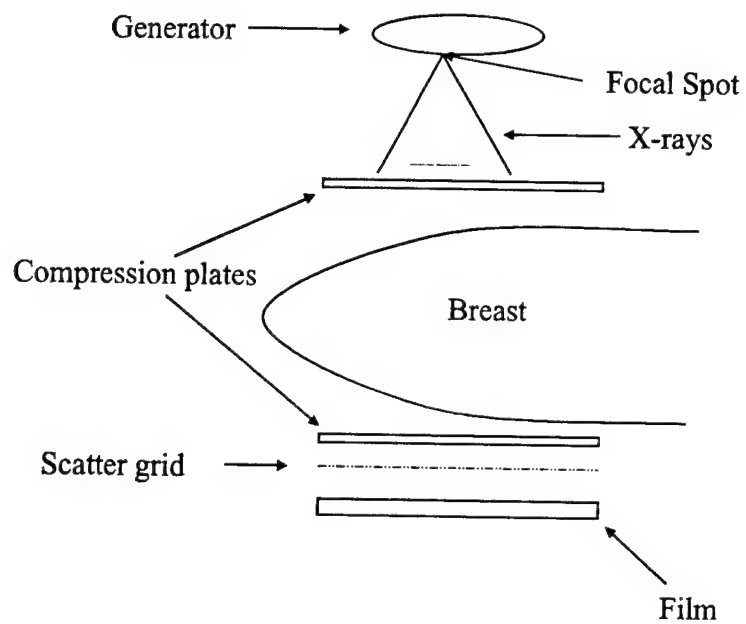 Generator
Focal Spot
X-rays
Compression plates
Breast
Scatter grid
Film